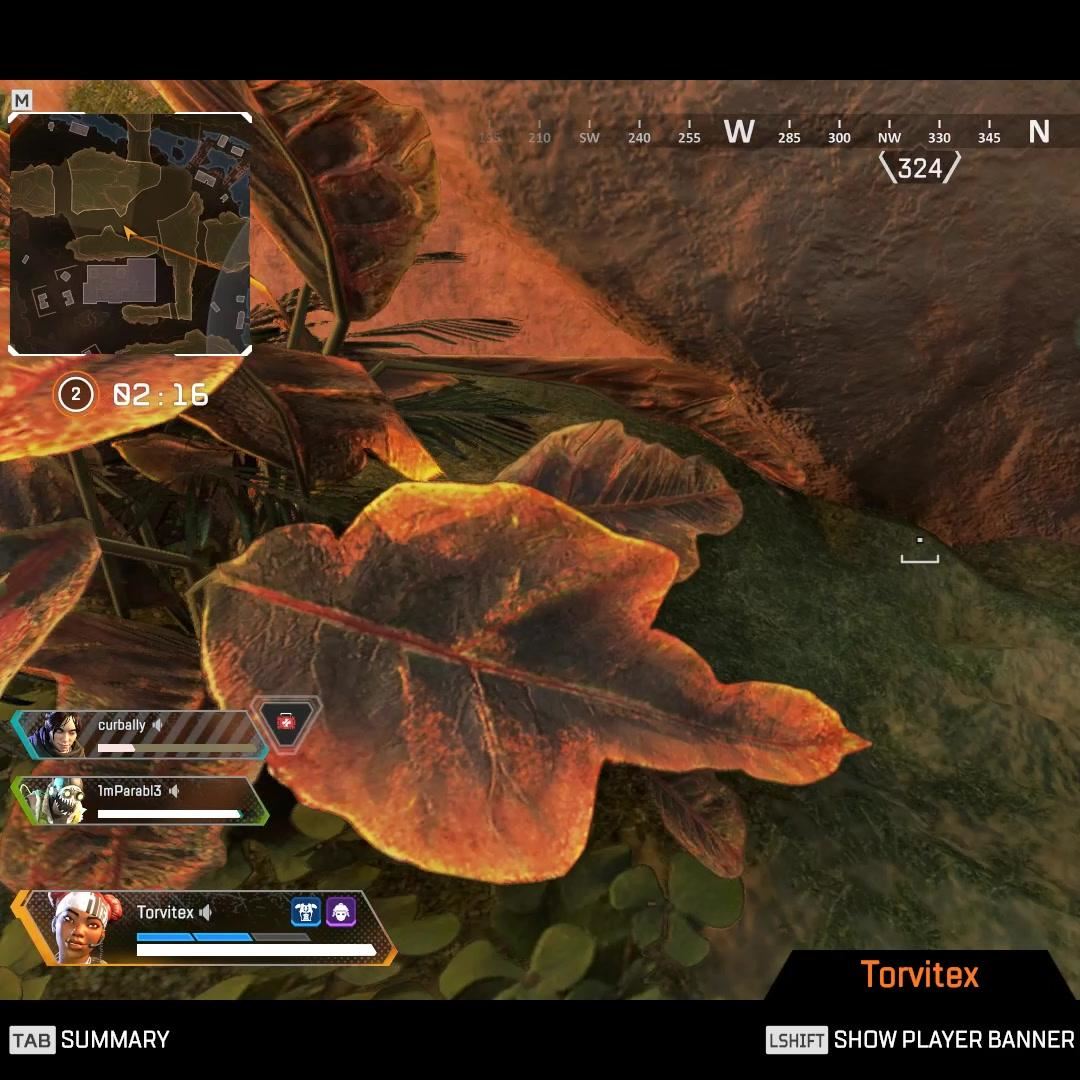 M
135 210 SW 240 255 W 285 300 NW 330 345 N
324
2 02:16
curbally
1mParabl3
Torvitex
Torvitex
TAB SUMMARY
LSHIFT SHOW PLAYER BANNER